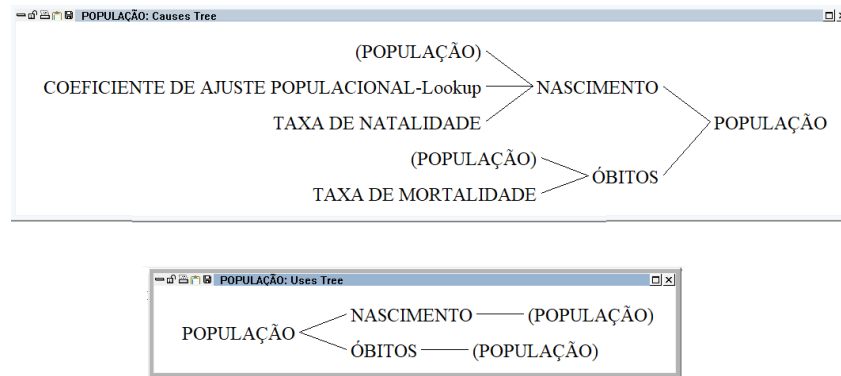 POPULAÇÃO: Causes Tree
(POPULAÇÃO)
COEFICIENTE DE AJUSTE POPULACIONAL-Lookup
NASCIMENTO
TAXA DE NATALIDADE
POPULAÇÃO
(POPULAÇÃO)
ÓBITOS
TAXA DE MORTALIDADE
POPULAÇÃO: Uses Tree
NASCIMENTO (POPULAÇÃO)
POPULAÇÃO
ÓBITOS (POPULAÇÃO)